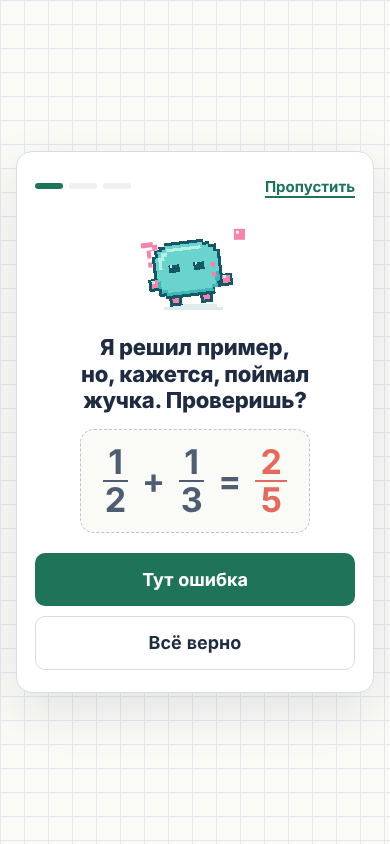 Пропустить
Я решил пример,
но, кажется, поймал
жучка. Проверишь?
1/2 + 1/3 = 2/5
Тут ошибка
Всё верно